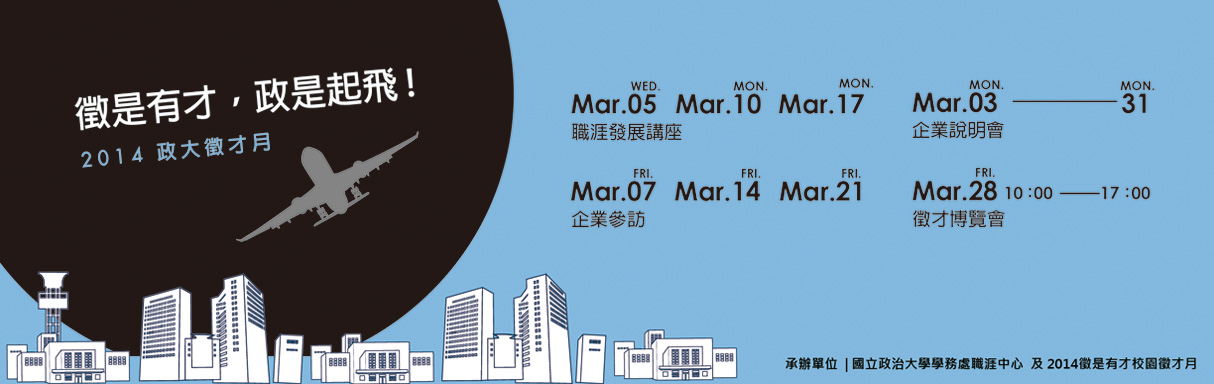 徵是有才，政是起飛！
2014 政大徵才月
WED. MON. MON.
Mar.05 Mar.10 Mar.17
職涯發展講座
MON. MON.
Mar.03 31
企業說明會
FRI. FRI. FRI.
Mar.07 Mar.14 Mar.21
企業參訪
FRI.
Mar.28 10：00 17：00
徵才博覽會
承辦單位 | 國立政治大學學務處職涯中心 及 2014徵是有才校園徵才月